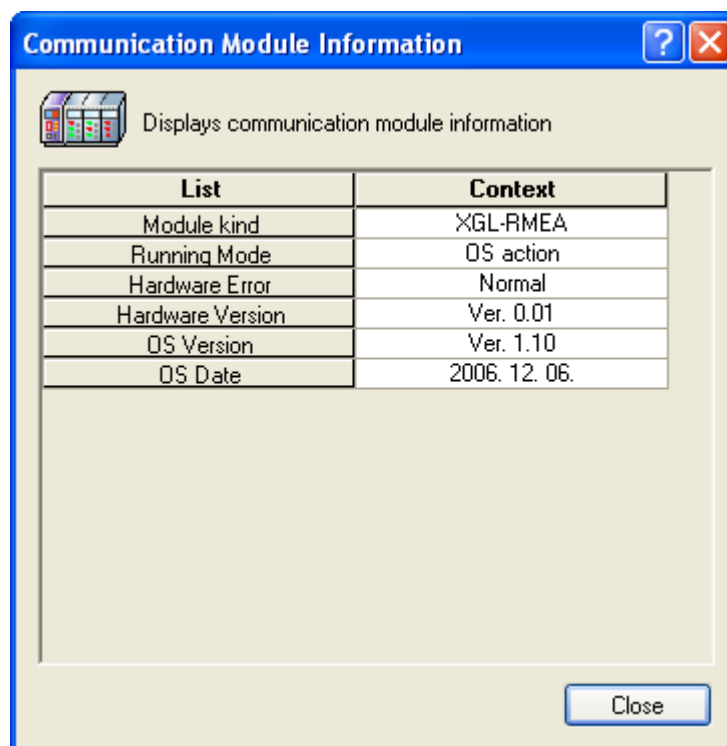 Communication Module Information
Displays communication module information
List Context
Module kind XGL-RMEA
Running Mode OS action
Hardware Error Normal
Hardware Version Ver. 0.01
OS Version Ver. 1.10
OS Date 2006. 12. 06.
Close